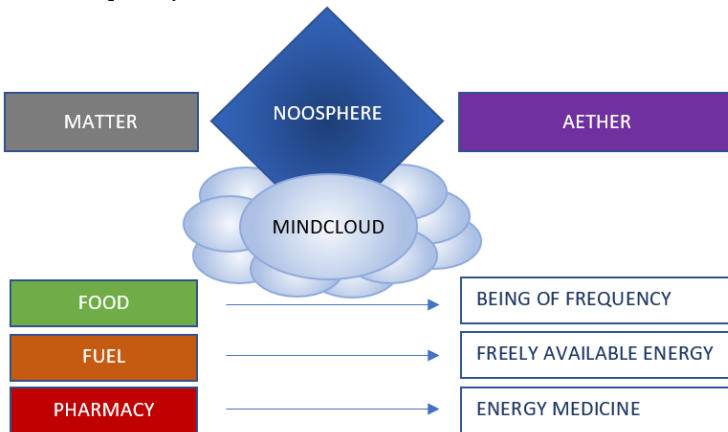 NOOSPHERE
MATTER
AETHER
MINDCLOUD
FOOD
BEING OF FREQUENCY
FUEL
FREELY AVAILABLE ENERGY
PHARMACY
ENERGY MEDICINE